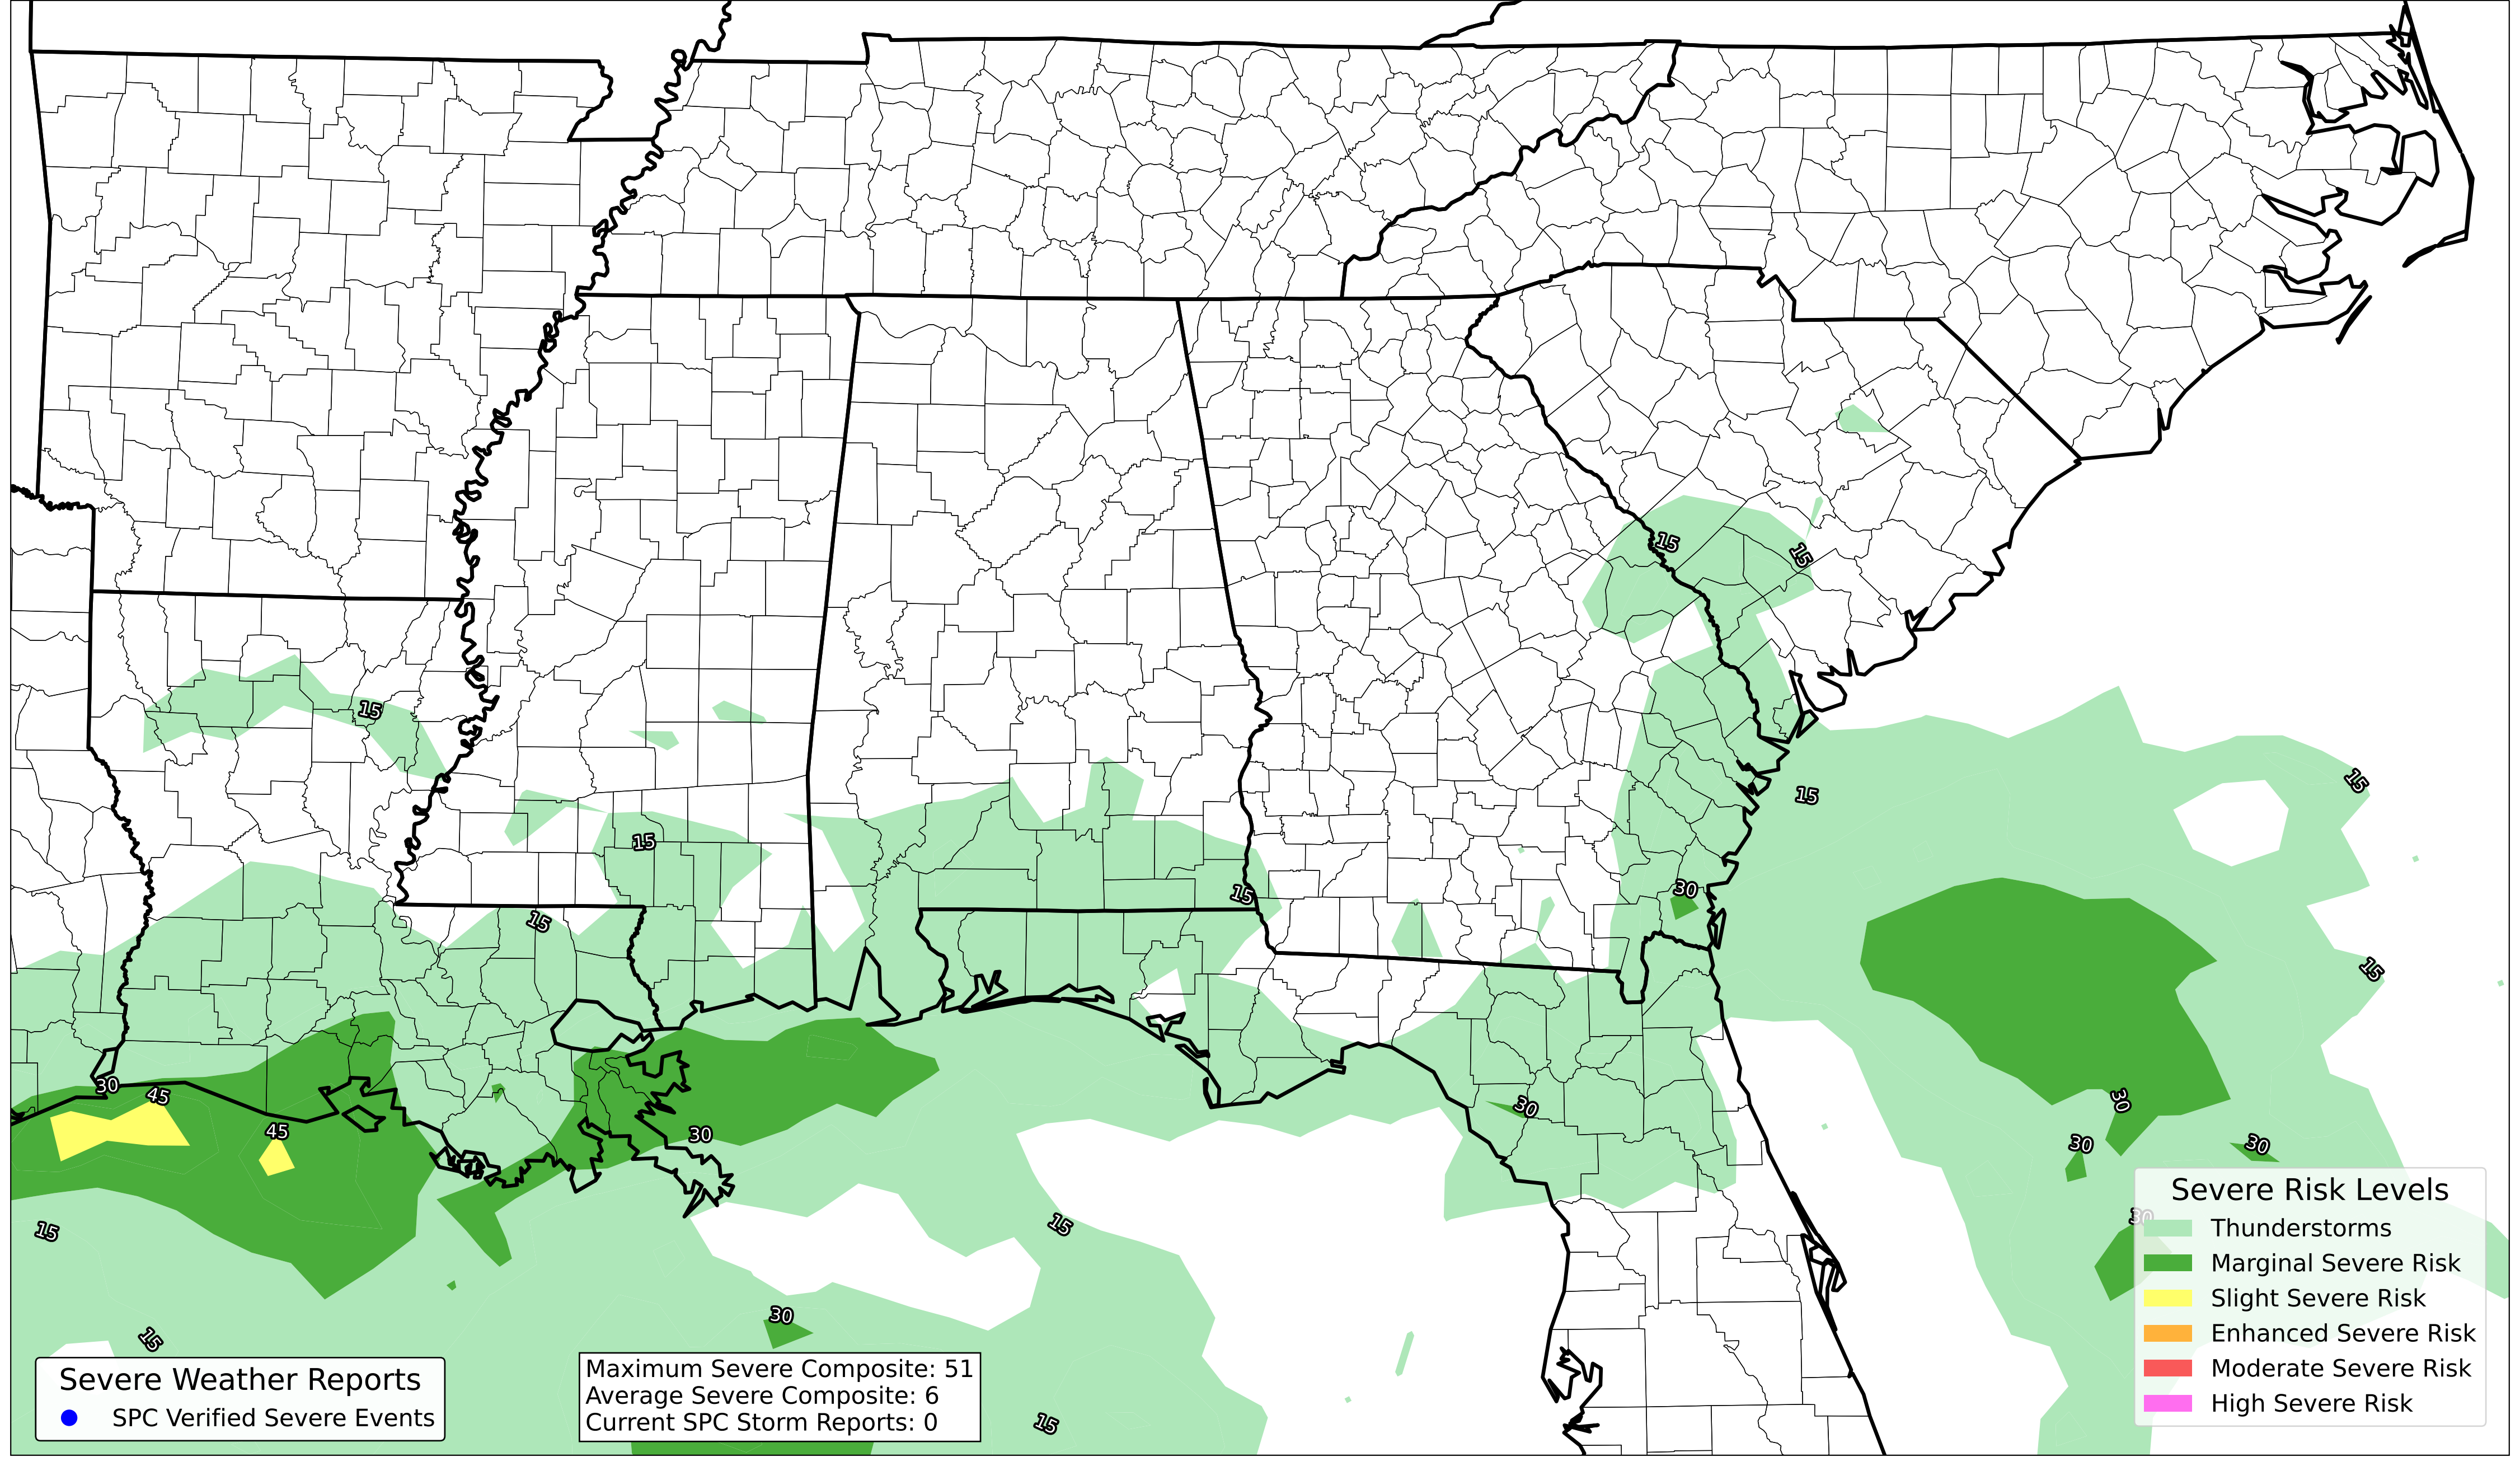 15
15
15
15
15
15
15
15
30
15
15
30
45
45
30
30
30
30
30
15
15
30
30
15
15
Severe Risk Levels
Thunderstorms
Marginal Severe Risk
Slight Severe Risk
Enhanced Severe Risk
Moderate Severe Risk
High Severe Risk
Severe Weather Reports
SPC Verified Severe Events
Maximum Severe Composite: 51
Average Severe Composite: 6
Current SPC Storm Reports: 0
15